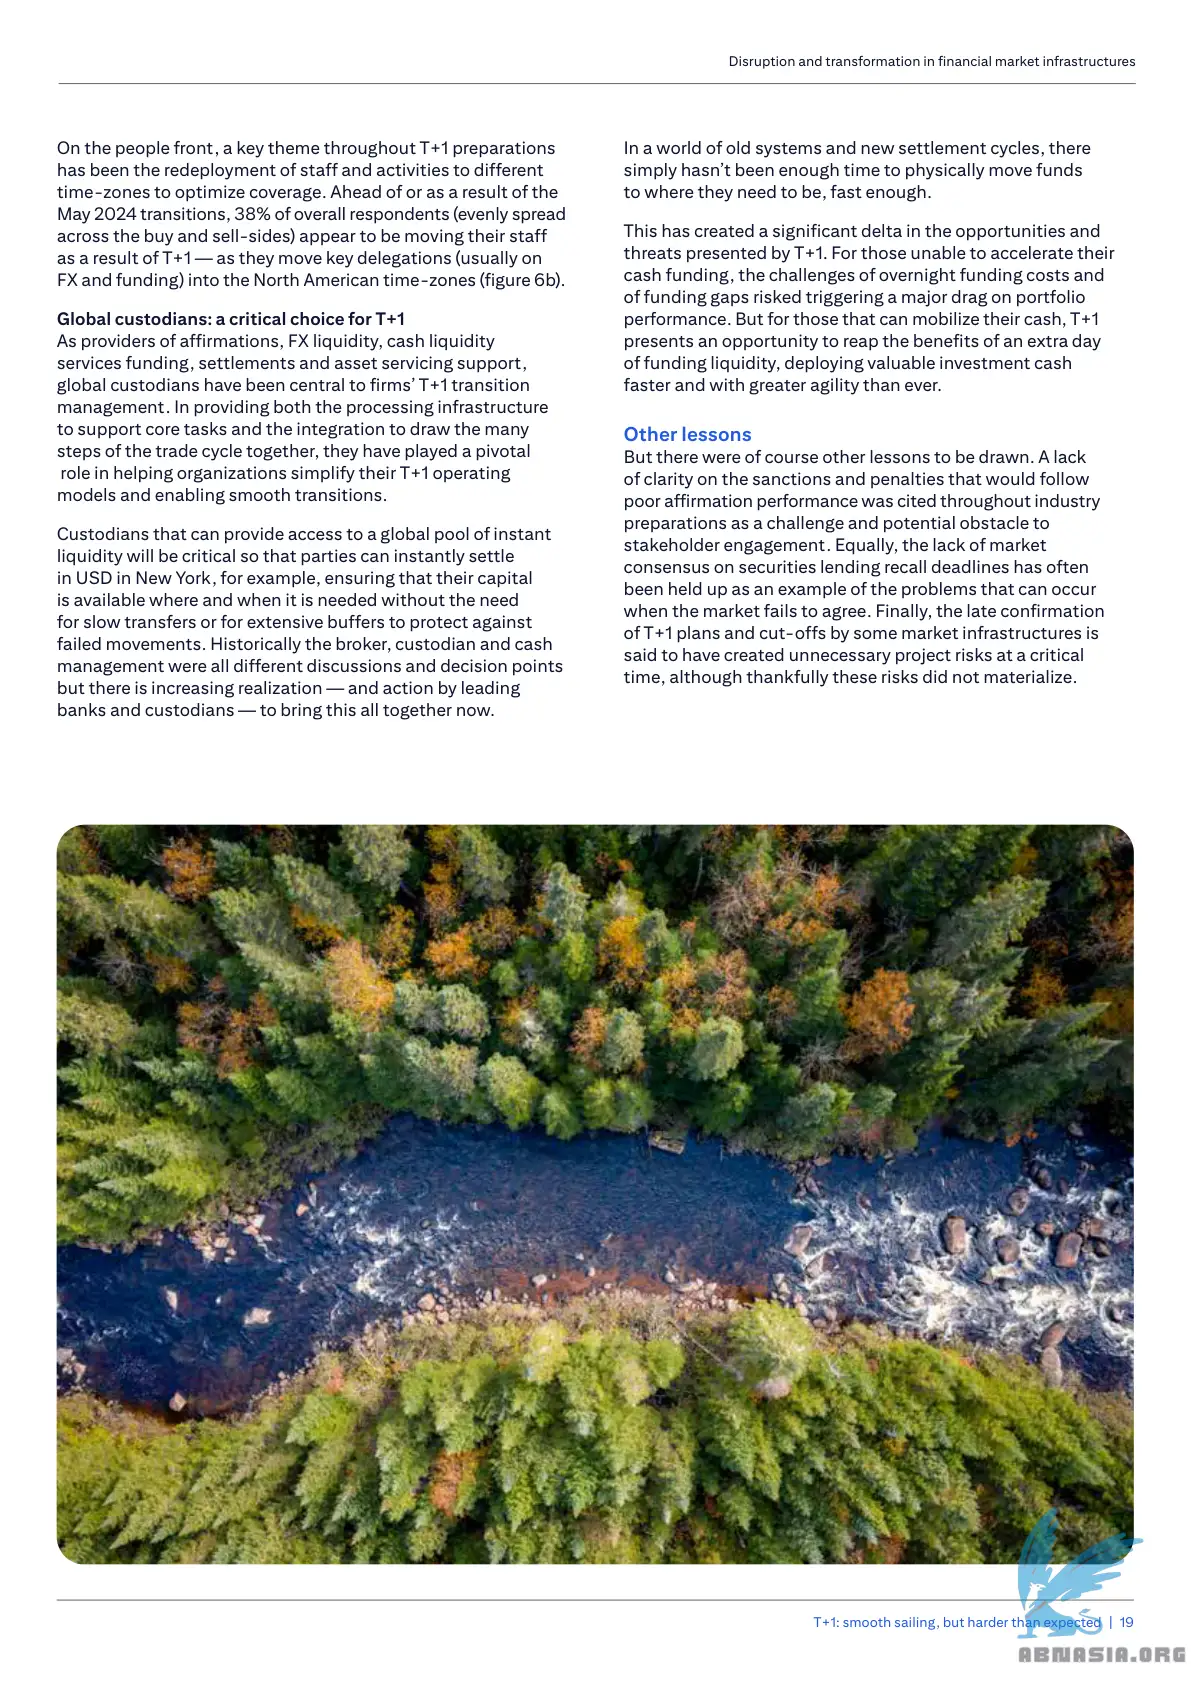 Disruption and transformation in financial market infrastructures
On the people front, a key theme throughout T+1 preparations
has been the redeployment of staff and activities to different
time-zones to optimize coverage. Ahead of or as a result of the
May 2024 transitions, 38% of overall respondents (evenly spread
across the buy and sell-sides) appear to be moving their staff
as a result of T+1 — as they move key delegations (usually on
FX and funding) into the North American time-zones (figure 6b).
Global custodians: a critical choice for T+1
As providers of affirmations, FX liquidity, cash liquidity
services funding, settlements and asset servicing support,
global custodians have been central to firms’ T+1 transition
management. In providing both the processing infrastructure
to support core tasks and the integration to draw the many
steps of the trade cycle together, they have played a pivotal
role in helping organizations simplify their T+1 operating
models and enabling smooth transitions.
Custodians that can provide access to a global pool of instant
liquidity will be critical so that parties can instantly settle
in USD in New York, for example, ensuring that their capital
is available where and when it is needed without the need
for slow transfers or for extensive buffers to protect against
failed movements. Historically the broker, custodian and cash
management were all different discussions and decision points
but there is increasing realization — and action by leading
banks and custodians — to bring this all together now.
In a world of old systems and new settlement cycles, there
simply hasn’t been enough time to physically move funds
to where they need to be, fast enough.
This has created a significant delta in the opportunities and
threats presented by T+1. For those unable to accelerate their
cash funding, the challenges of overnight funding costs and
of funding gaps risked triggering a major drag on portfolio
performance. But for those that can mobilize their cash, T+1
presents an opportunity to reap the benefits of an extra day
of funding liquidity, deploying valuable investment cash
faster and with greater agility than ever.
Other lessons
But there were of course other lessons to be drawn. A lack
of clarity on the sanctions and penalties that would follow
poor affirmation performance was cited throughout industry
preparations as a challenge and potential obstacle to
stakeholder engagement. Equally, the lack of market
consensus on securities lending recall deadlines has often
been held up as an example of the problems that can occur
when the market fails to agree. Finally, the late confirmation
of T+1 plans and cut-offs by some market infrastructures is
said to have created unnecessary project risks at a critical
time, although thankfully these risks did not materialize.
T+1: smooth sailing, but harder than expected | 19
ABNASIA.ORG